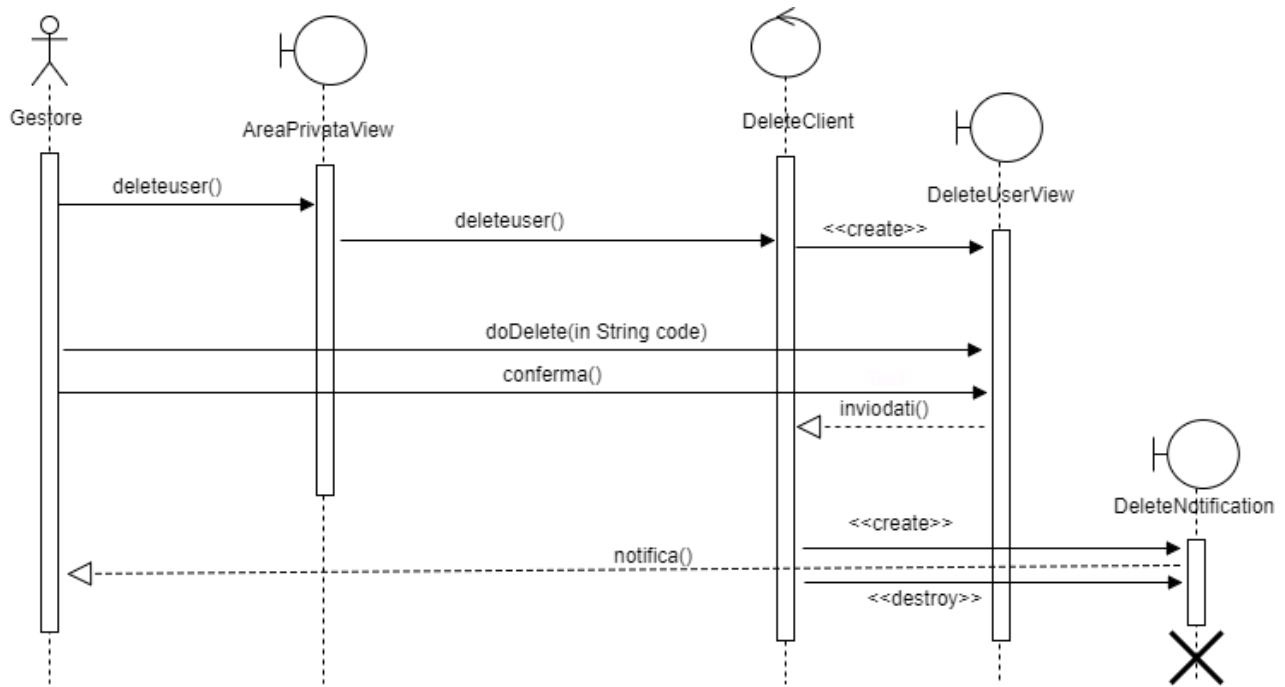 Gestore
AreaPrivataView
DeleteClient
DeleteUserView
deleteuser()
deleteuser()
<<create>>
doDelete(in String code)
conferma()
inviodati()
DeleteNotification
<<create>>
notifica()
<<destroy>>